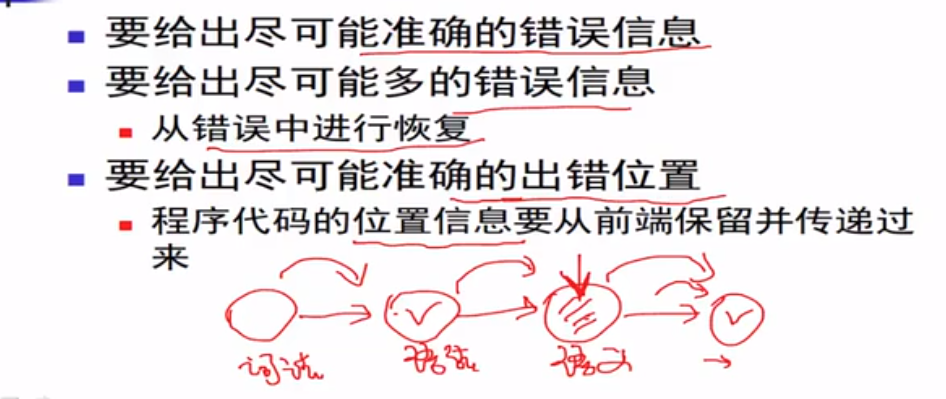 要给出尽可能准确的错误信息
要给出尽可能多的错误信息
从错误中进行恢复
要给出尽可能准确的出错位置
程序代码的位置信息要从前端保留并传递过
来
词法 语法 语义